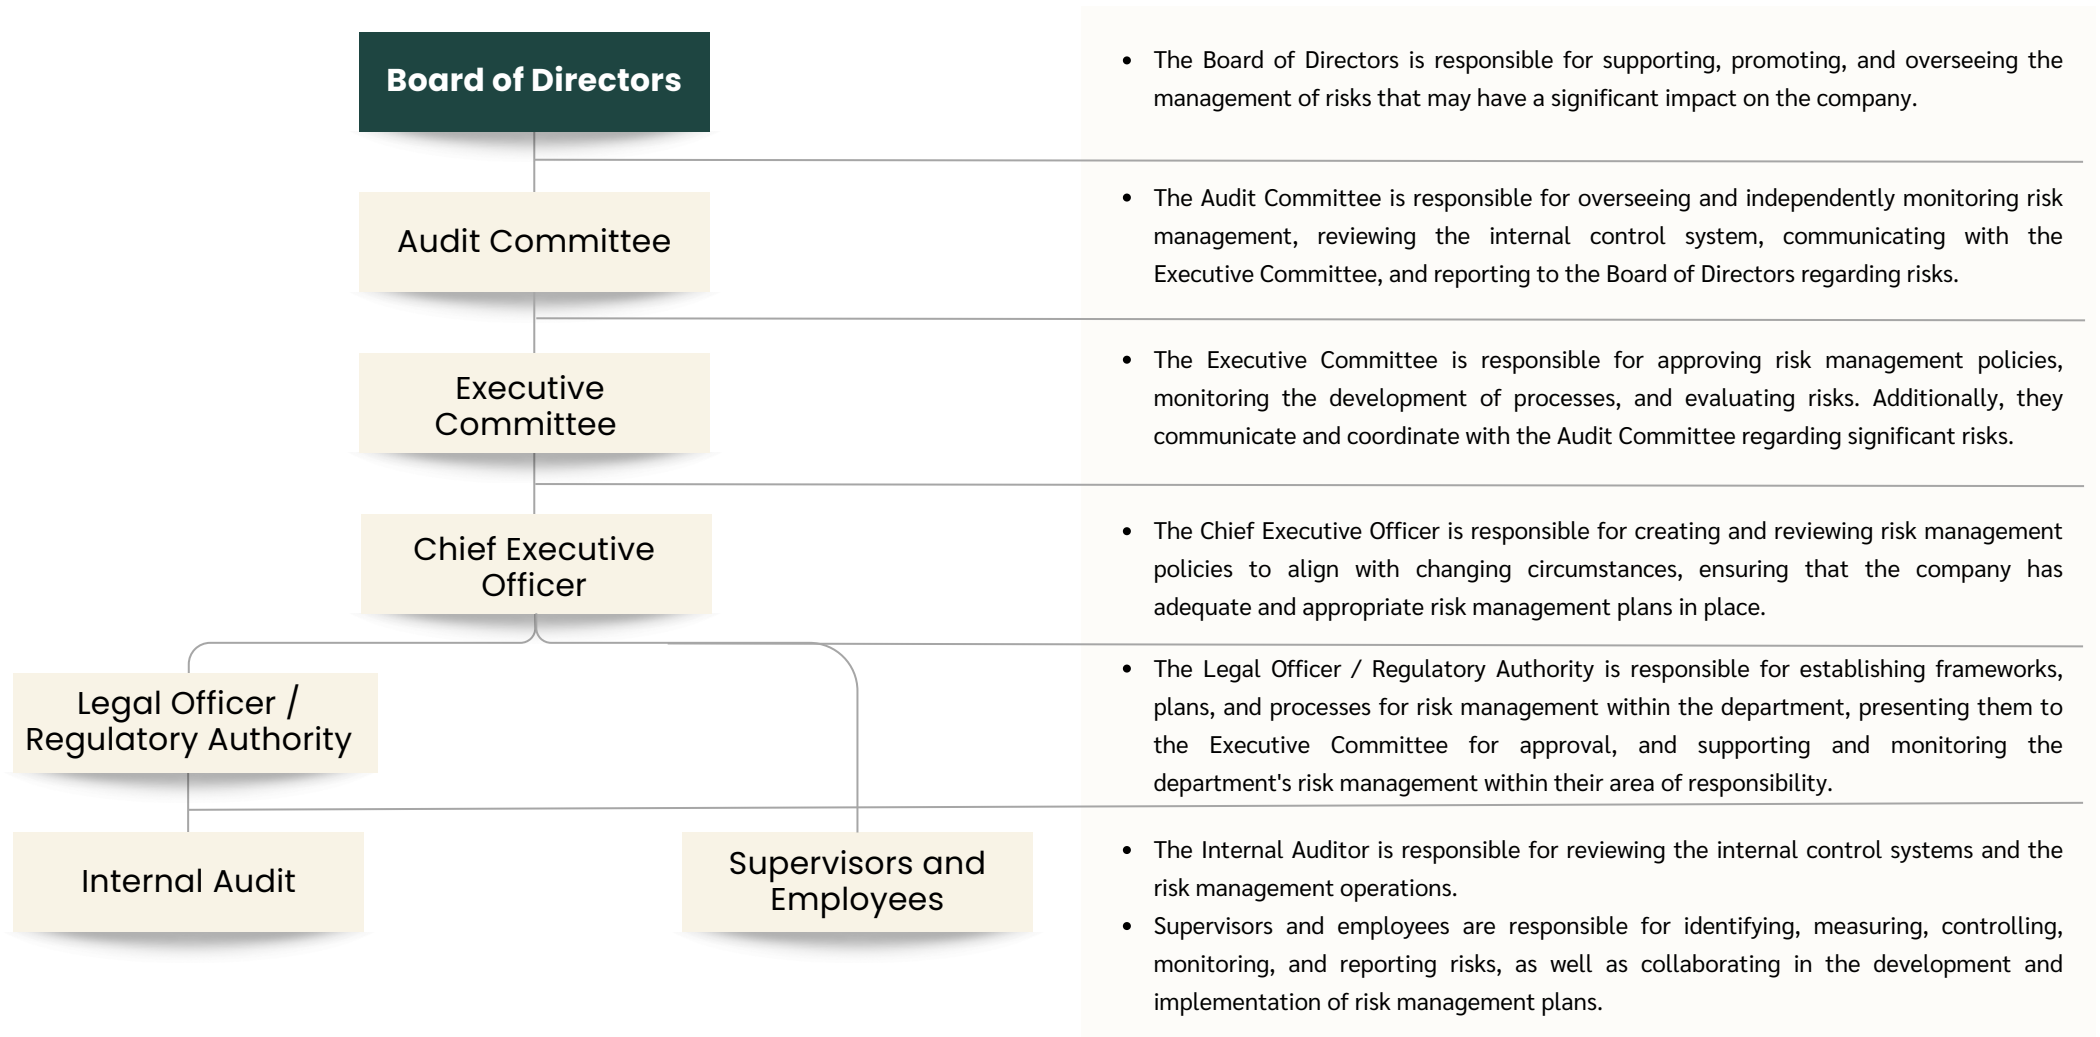 Board of Directors
• The Board of Directors is responsible for supporting, promoting, and overseeing the
management of risks that may have a significant impact on the company.
Audit Committee
• The Audit Committee is responsible for overseeing and independently monitoring risk
management, reviewing the internal control system, communicating with the
Executive Committee, and reporting to the Board of Directors regarding risks.
Executive
Committee
• The Executive Committee is responsible for approving risk management policies,
monitoring the development of processes, and evaluating risks. Additionally, they
communicate and coordinate with the Audit Committee regarding significant risks.
Chief Executive
Officer
• The Chief Executive Officer is responsible for creating and reviewing risk management
policies to align with changing circumstances, ensuring that the company has
adequate and appropriate risk management plans in place.
Legal Officer /
Regulatory Authority
• The Legal Officer / Regulatory Authority is responsible for establishing frameworks,
plans, and processes for risk management within the department, presenting them to
the Executive Committee for approval, and supporting and monitoring the
department's risk management within their area of responsibility.
Internal Audit
Supervisors and
Employees
• The Internal Auditor is responsible for reviewing the internal control systems and the
risk management operations.
• Supervisors and employees are responsible for identifying, measuring, controlling,
monitoring, and reporting risks, as well as collaborating in the development and
implementation of risk management plans.